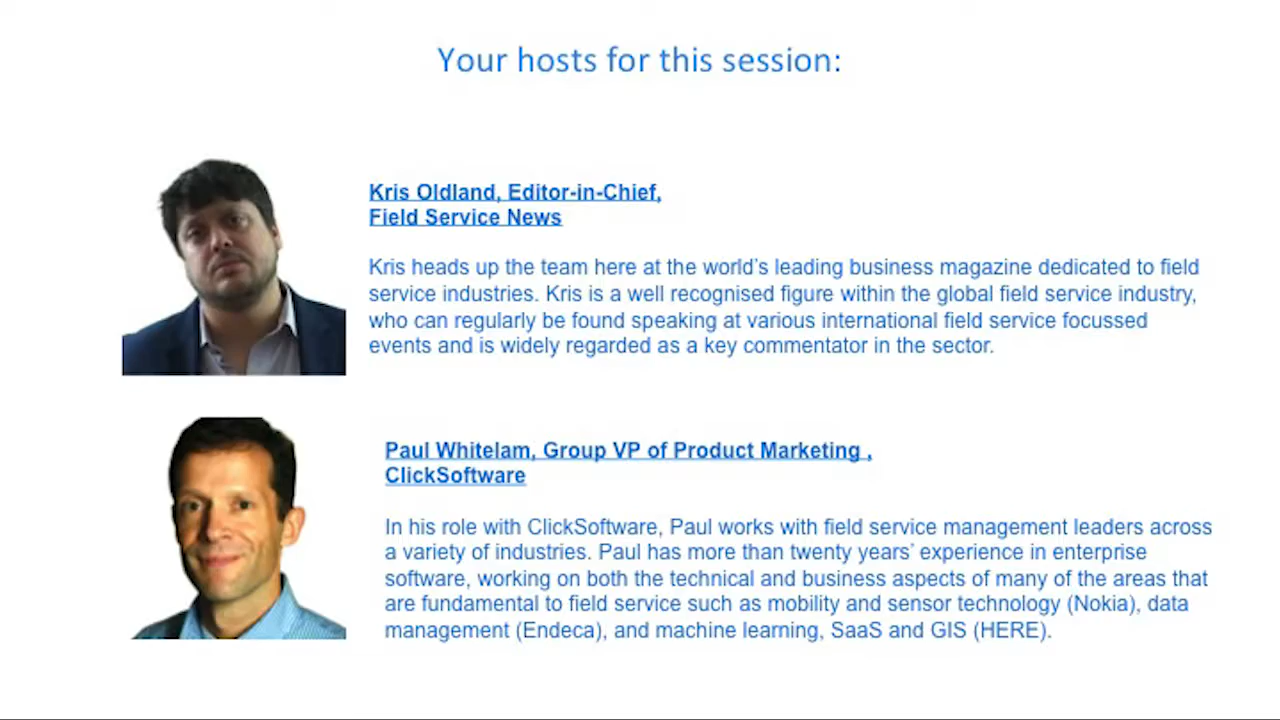 Your hosts for this session:
Kris Oldland, Editor-in-Chief,
Field Service News
Kris heads up the team here at the world's leading business magazine dedicated to field
service industries. Kris is a well recognised figure within the global field service industry,
who can regularly be found speaking at various international field service focussed
events and is widely regarded as a key commentator in the sector.
Paul Whitelam, Group VP of Product Marketing ,
ClickSoftware
In his role with ClickSoftware, Paul works with field service management leaders across
a variety of industries. Paul has more than twenty years' experience in enterprise
software, working on both the technical and business aspects of many of the areas that
are fundamental to field service such as mobility and sensor technology (Nokia), data
management (Endeca), and machine learning, SaaS and GIS (HERE).